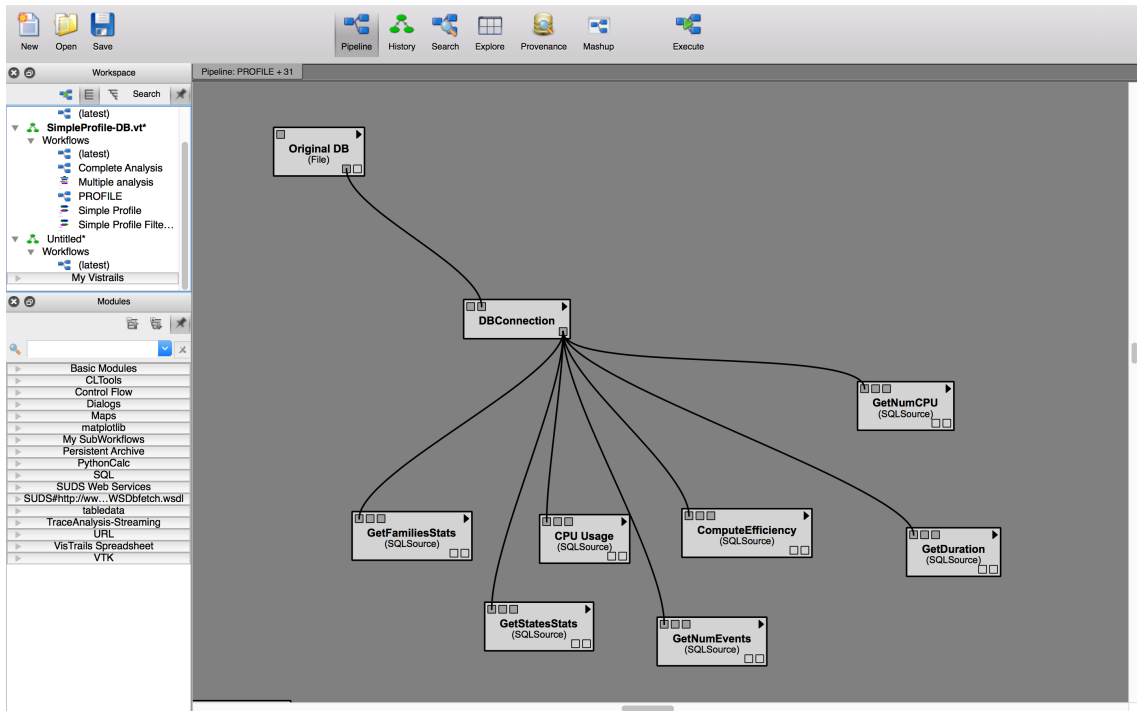 New Open Save Pipeline History Search Explore Provenance Mashup Execute
Workspace
Pipeline: PROFILE + 31
Search
(latest)
SimpleProfile-DB.vt*
Workflows
(latest)
Complete Analysis
Multiple analysis
PROFILE
Simple Profile
Simple Profile Filte...
Untitled*
Workflows
(latest)
My Vistrails
Modules
Basic Modules
CLTools
Control Flow
Dialogs
Maps
matplotlib
My SubWorkflows
Persistent Archive
PythonCalc
SQL
SUDS Web Services
SUDS#http://ww...WSDbfetch.wsdl
tabledata
TraceAnalysis-Streaming
URL
VisTrails Spreadsheet
VTK
Original DB
(File)
DBConnection
GetNumCPU
(SQLSource)
GetFamiliesStats
(SQLSource)
CPU Usage
(SQLSource)
ComputeEfficiency
(SQLSource)
GetDuration
(SQLSource)
GetStatesStats
(SQLSource)
GetNumEvents
(SQLSource)